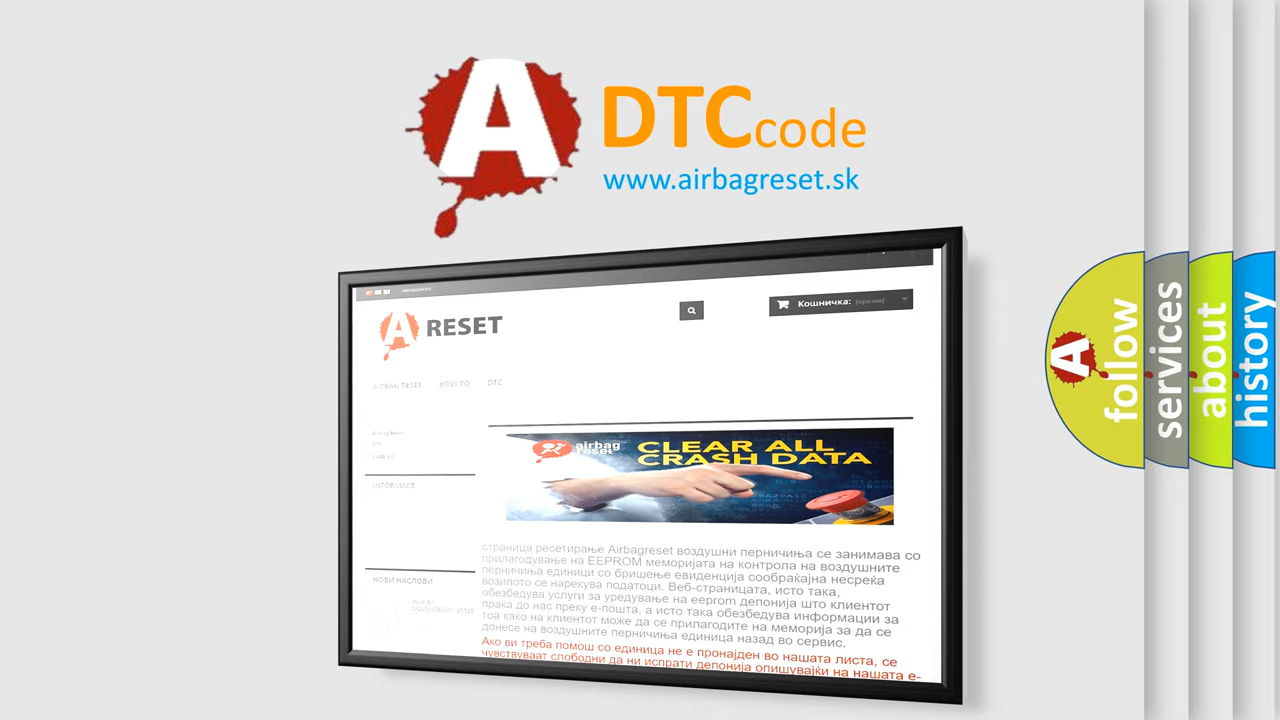 A DTC code
www.airbagreset.sk
A RESET
Кошничка: (празна)
AIRBAG RESET HOW TO DTC
airbag reset
CLEAR ALL
CRASH DATA
INFORMACE
НОВИ НАСЛОВИ
страница ресетирање Airbagreset воздушни перничиња се занимава со
прилагодување на EEPROM меморијата на контрола на воздушните
перничиња единици со бришење евиденција сообраќајна несреќа
возилото се нарекува податоци. Веб-страницата, исто така,
обезбедува услуги за уредување на eeprom депонија што клиентот
праќа до нас преку е-пошта, а исто така обезбедува информации за
тоа како на клиентот може да се прилагодите на меморија за да се
донесе на воздушните перничиња единица назад во сервис.
Ако ви треба помош со единица не е пронајден во нашата листа, се
чувствуваат слободни да ни испрати депонија опишувајќи на нашата е-
A follow
services
about
history